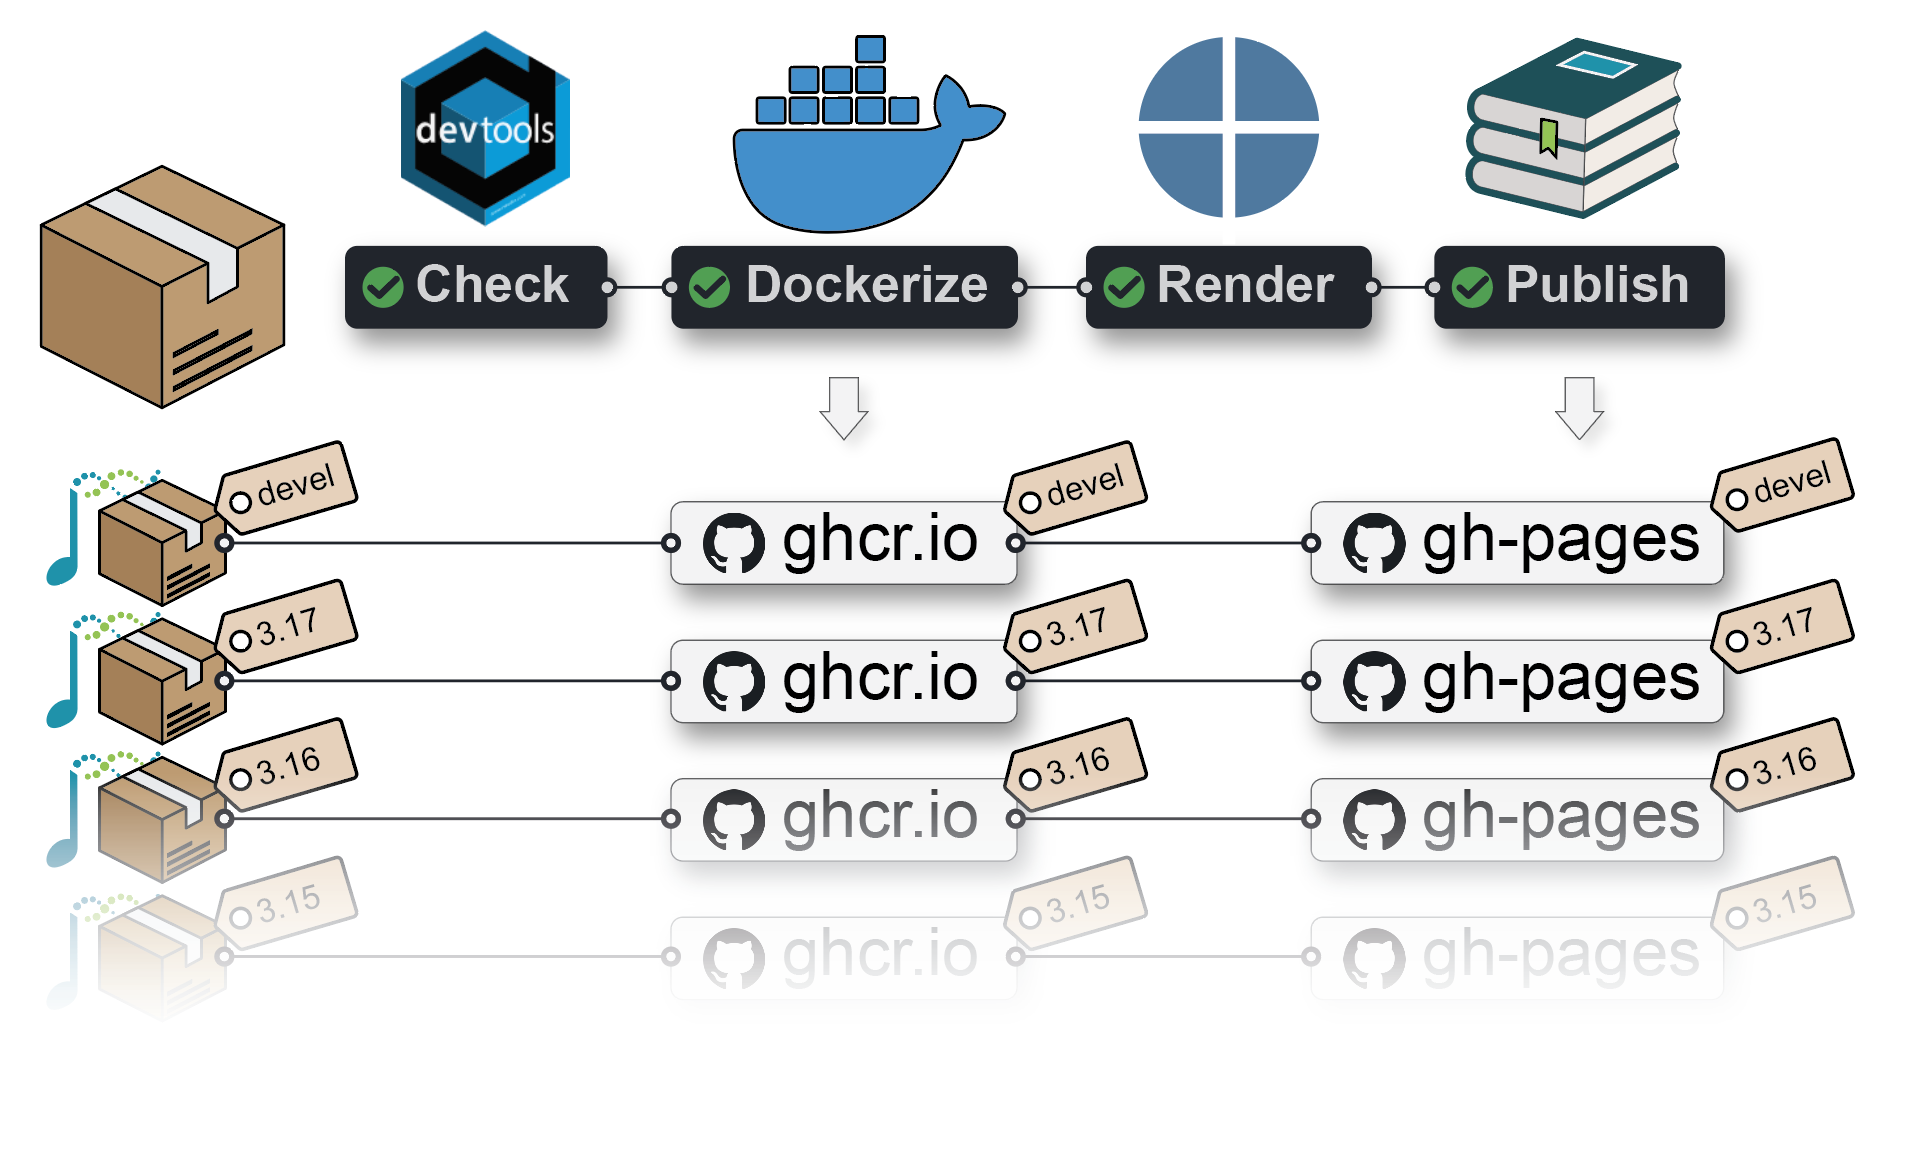 devtools
Check
Dockerize
Render
Publish
devel
ghcr.io
devel
gh-pages
devel
3.17
ghcr.io
3.17
gh-pages
3.17
3.16
ghcr.io
3.16
gh-pages
3.16
3.15
ghcr.io
3.15
gh-pages
3.15